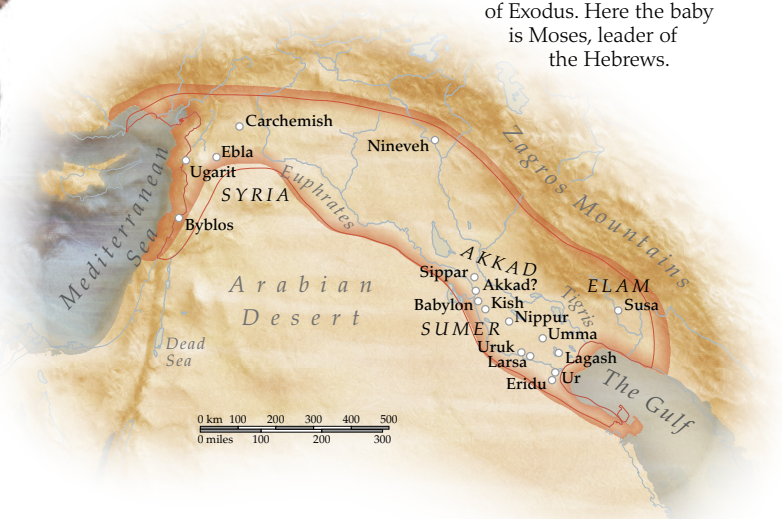 of Exodus. Here the baby
is Moses, leader of
the Hebrews.
Carchemish
Nineveh
Zagros Mountains
Ebla
Ugarit
SYRIA
Euphrates
Mediterranean
Sea
Byblos
AKKAD
Sippar
Akkad?
ELAM
Arabian
Desert
Babylon
Kish
Tigris
Susa
Nippur
SUMER
Umma
Dead
Sea
Uruk
Larsa
Lagash
Ur
Eridu
The Gulf
0 km 100 200 300 400 500
0 miles 100 200 300